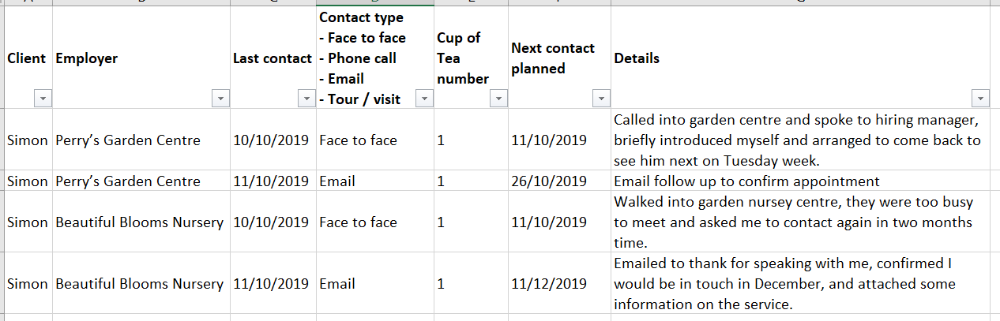 Client Employer Last contact Contact type
- Face to face
- Phone call
- Email
- Tour / visit Cup of
Tea
number Next contact
planned Details
Simon Perry’s Garden Centre 10/10/2019 Face to face 1 11/10/2019 Called into garden centre and spoke to hiring manager,
briefly introduced myself and arranged to come back to
see him next on Tuesday week.
Simon Perry’s Garden Centre 11/10/2019 Email 1 26/10/2019 Email follow up to confirm appointment
Simon Beautiful Blooms Nursery 10/10/2019 Face to face 1 11/10/2019 Walked into garden nursey centre, they were too busy
to meet and asked me to contact again in two months
time.
Simon Beautiful Blooms Nursery 11/10/2019 Email 1 11/12/2019 Emailed to thank for speaking with me, confirmed I
would be in touch in December, and attached some
information on the service.